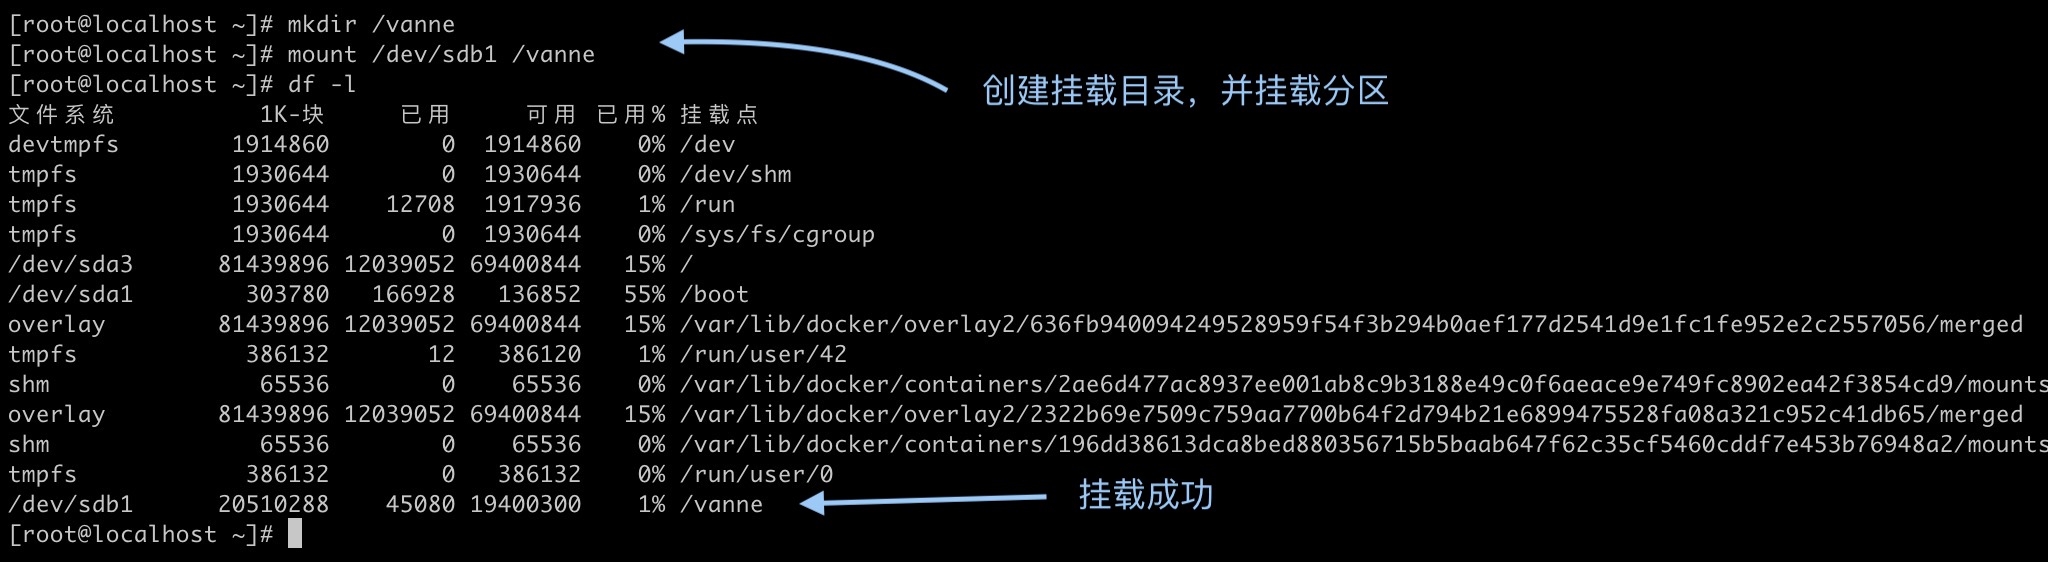 [root@localhost ~]# mkdir /vanne
[root@localhost ~]# mount /dev/sdb1 /vanne
[root@localhost ~]# df -l
创建挂载目录，并挂载分区
文件系统 1K-块 已用 可用 已用% 挂载点
devtmpfs 1914860 0 1914860 0% /dev
tmpfs 1930644 0 1930644 0% /dev/shm
tmpfs 1930644 12708 1917936 1% /run
tmpfs 1930644 0 1930644 0% /sys/fs/cgroup
/dev/sda3 81439896 12039052 69400844 15% /
/dev/sda1 303780 166928 136852 55% /boot
overlay 81439896 12039052 69400844 15% /var/lib/docker/overlay2/636fb940094249528959f54f3b294b0aef177d2541d9e1fc1fe952e2c2557056/merged
tmpfs 386132 12 386120 1% /run/user/42
shm 65536 0 65536 0% /var/lib/docker/containers/2ae6d477ac8937ee001ab8c9b3188e49c0f6aeace9e749fc8902ea42f3854cd9/mounts
overlay 81439896 12039052 69400844 15% /var/lib/docker/overlay2/2322b69e7509c759aa7700b64f2d794b21e6899475528fa08a321c952c41db65/merged
shm 65536 0 65536 0% /var/lib/docker/containers/196dd38613dca8bed880356715b5baab647f62c35cf5460cddf7e453b76948a2/mounts
tmpfs 386132 0 386132 0% /run/user/0
/dev/sdb1 20510288 45080 19400300 1% /vanne
挂载成功
[root@localhost ~]#